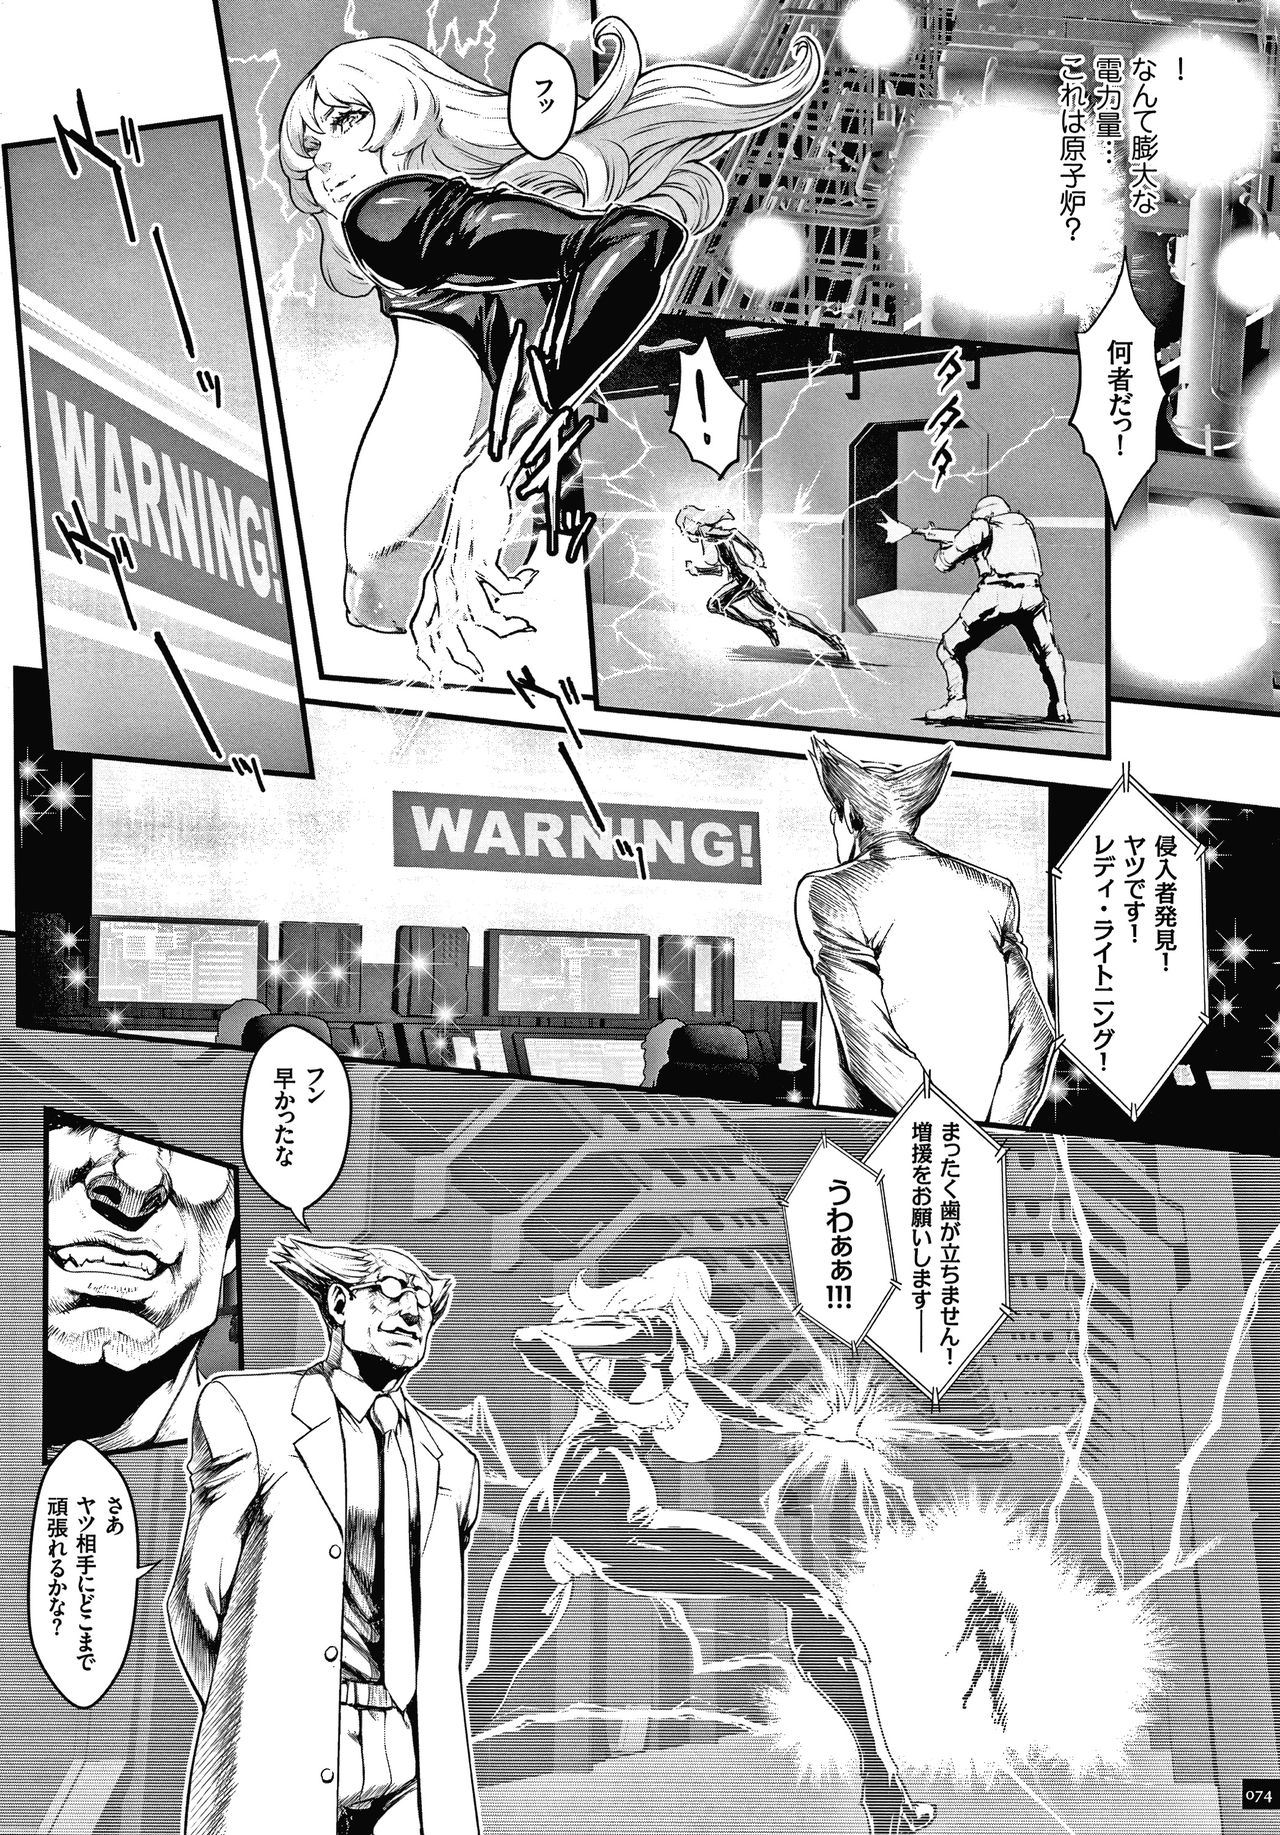 ！
なんて膨大な
電力量…
これは原子炉？
何者だっ！
タタタタ
！
フッ
WARNING!
WARNING!
侵入者発見！
ヤツです！
レディ・ライトニング！
まったく歯が立ちません！
増援をお願いします――
うわぁぁ!!!
フン
早かったな
さあ
ヤツ相手にどこまで
頑張れるかな？
074